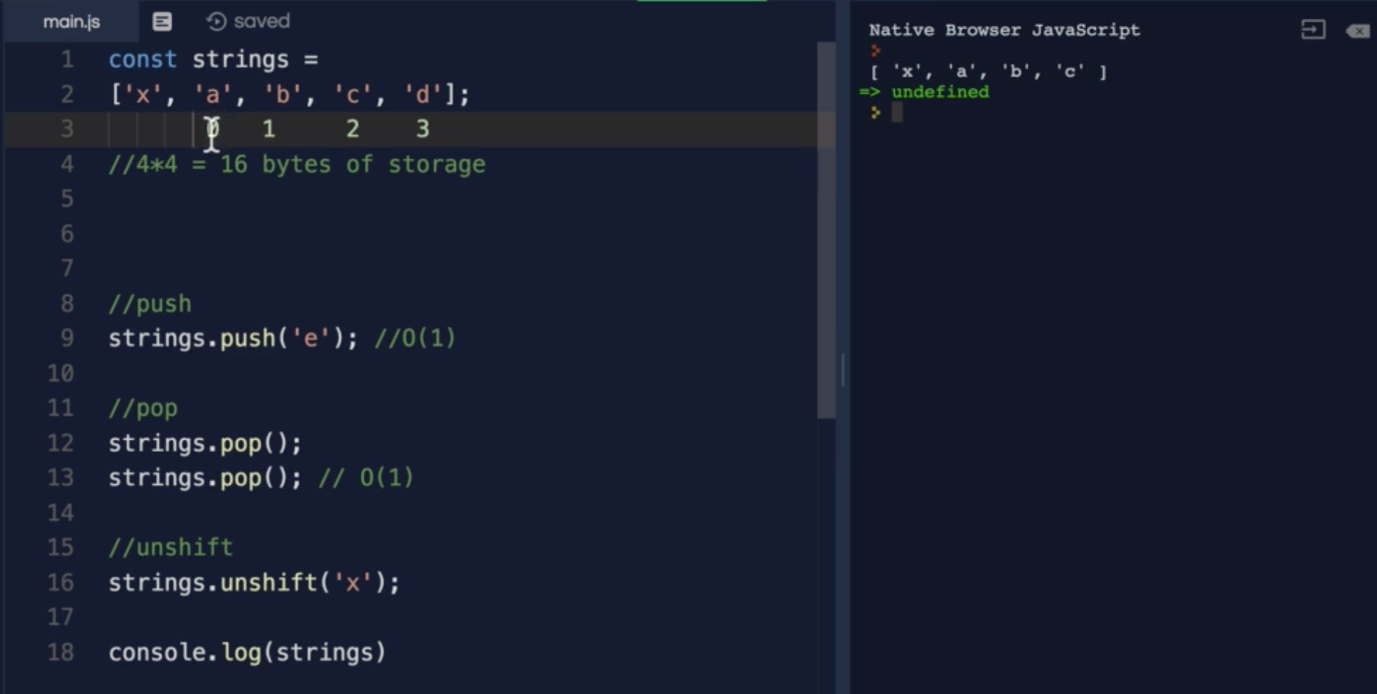 main.js saved
1 const strings =
2 ['x', 'a', 'b', 'c', 'd'];
3 0 1 2 3
4 //4*4 = 16 bytes of storage
5
6
7
8 //push
9 strings.push('e'); //O(1)
10
11 //pop
12 strings.pop();
13 strings.pop(); // O(1)
14
15 //unshift
16 strings.unshift('x');
17
18 console.log(strings)
Native Browser JavaScript
>
[ 'x', 'a', 'b', 'c' ]
=> undefined
>